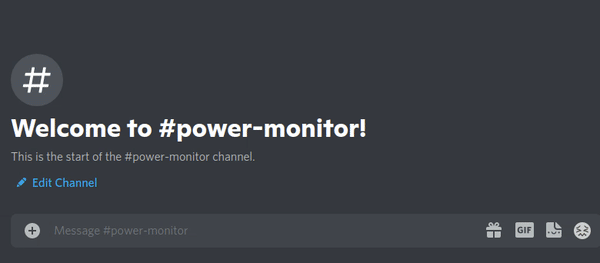 #
Welcome to #power-monitor!
This is the start of the #power-monitor channel.
Edit Channel
Message #power-monitor GIF